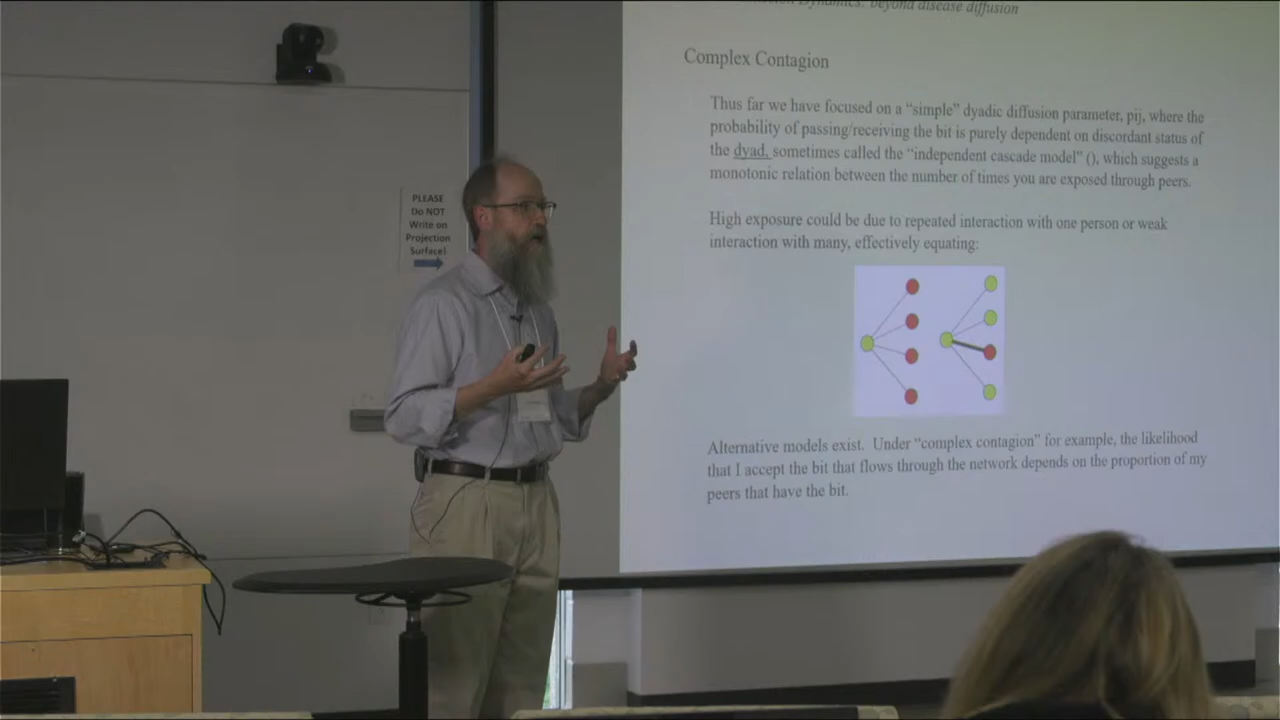 beyond disease diffusion
Complex Contagion
Thus far we have focused on a “simple” dyadic diffusion parameter, pij, where the
probability of passing/receiving the bit is purely dependent on discordant status of
the dyad, sometimes called the “independent cascade model” (), which suggests a
monotonic relation between the number of times you are exposed through peers.
High exposure could be due to repeated interaction with one person or weak
interaction with many, effectively equating:
Alternative models exist. Under “complex contagion” for example, the likelihood
that I accept the bit that flows through the network depends on the proportion of my
peers that have the bit.
PLEASE
Do NOT
Write on
Projection
Surface!